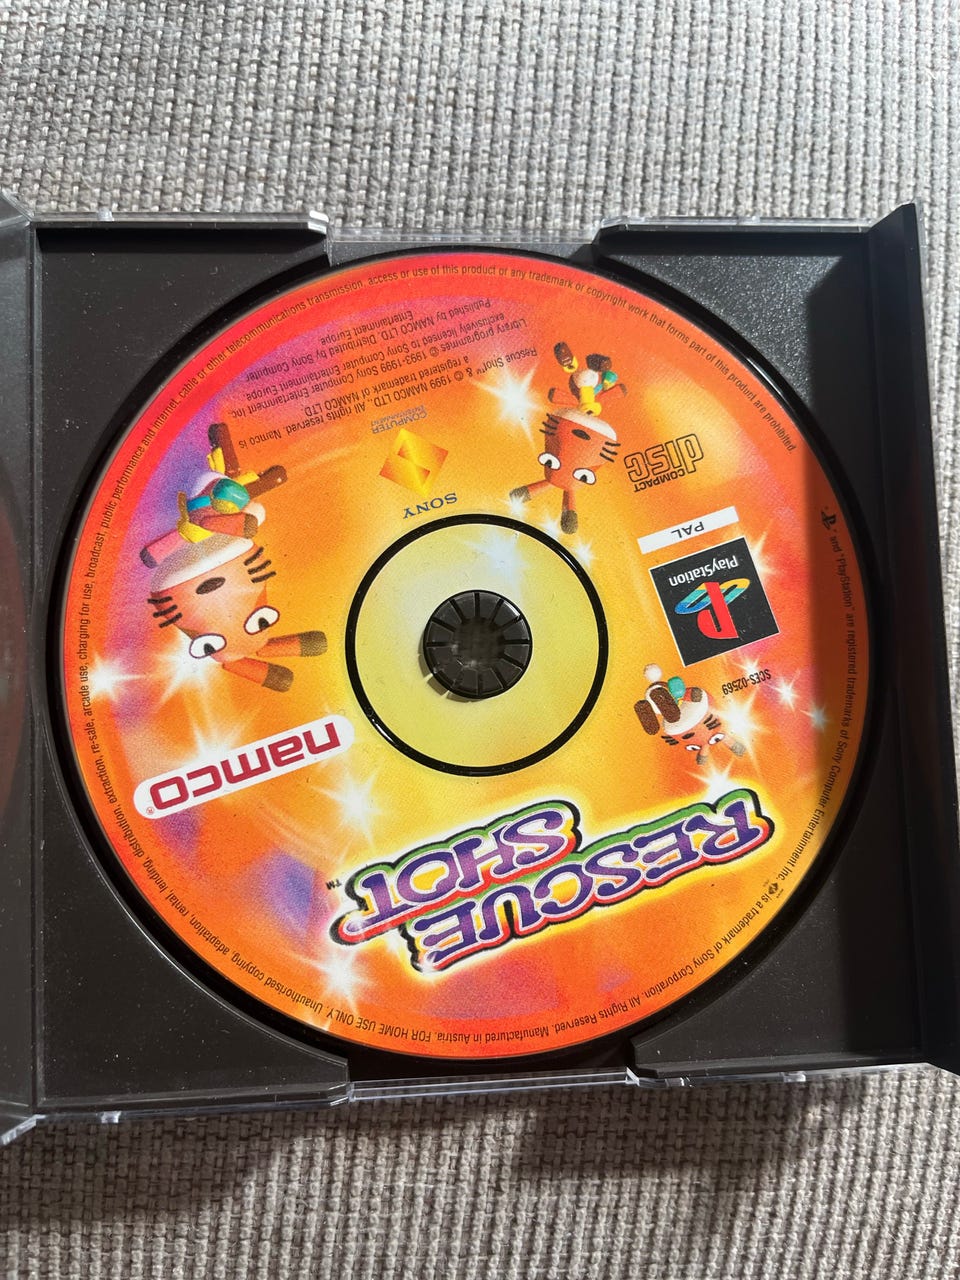 RESCUE
SHOT™
namco®
SCES-02569
PlayStation
PAL
COMPACT
disc
SONY
COMPUTER
ENTERTAINMENT
Rescue Shot™ & © 1999 NAMCO LTD., All rights reserved. Namco is
a registered trademark of NAMCO LTD.
Library programmes © 1993-1999 Sony Computer Entertainment Inc.
exclusively licensed to Sony Computer Entertainment Europe.
Published by NAMCO LTD. Distributed by Sony Computer
Entertainment Europe
and "PlayStation" are registered trademarks of Sony Computer Entertainment Inc. is a trademark of Sony Corporation. All Rights Reserved. Manufactured in Austria. FOR HOME USE ONLY. Unauthorised copying, adaptation, rental, lending, distribution, extraction, re-sale, arcade use, charging for use, broadcast, public performance and internet, cable or other telecommunications transmission, access or use of this product or any trademark or copyright work that forms part of this product are prohibited.